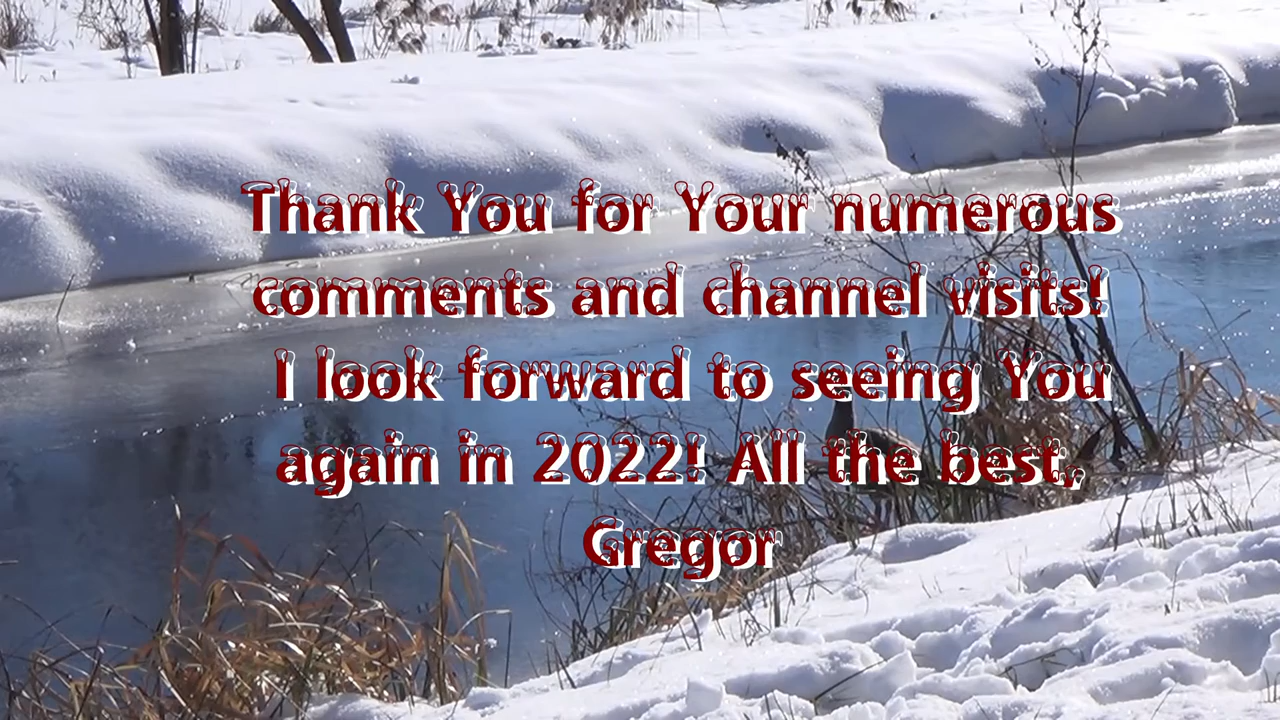 Thank You for Your numerous
comments and channel visits!
I look forward to seeing You
again in 2022! All the best,
Gregor